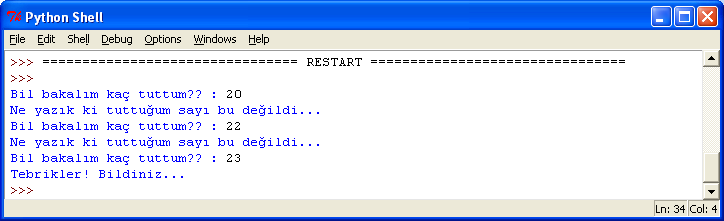 Python Shell
File Edit Shell Debug Options Windows Help
>>> ================================ RESTART ================================
>>>
Bil bakalım kaç tuttum?? : 20
Ne yazık ki tuttuğum sayı bu değildi...
Bil bakalım kaç tuttum?? : 22
Ne yazık ki tuttuğum sayı bu değildi...
Bil bakalım kaç tuttum?? : 23
Tebrikler! Bildiniz...
>>>
Ln: 34 Col: 4